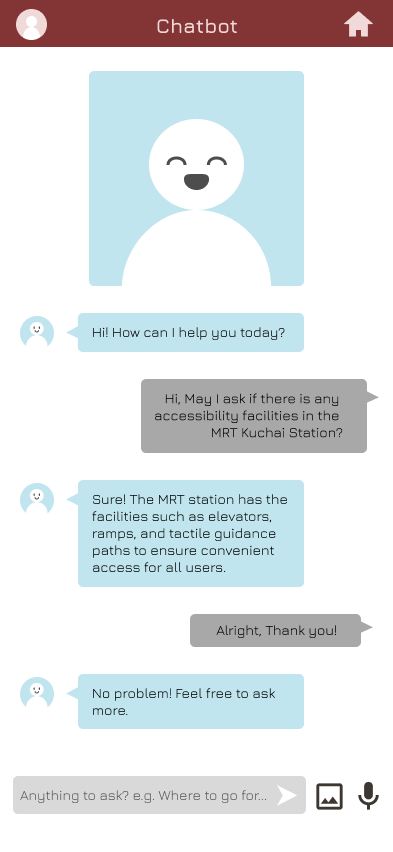 Chatbot
Hi! How can I help you today?
Hi, May I ask if there is any
accessibility facilities in the
MRT Kuchai Station?
Sure! The MRT station has the
facilities such as elevators,
ramps, and tactile guidance
paths to ensure convenient
access for all users.
Alright, Thank you!
No problem! Feel free to ask
more.
Anything to ask? e.g. Where to go for...